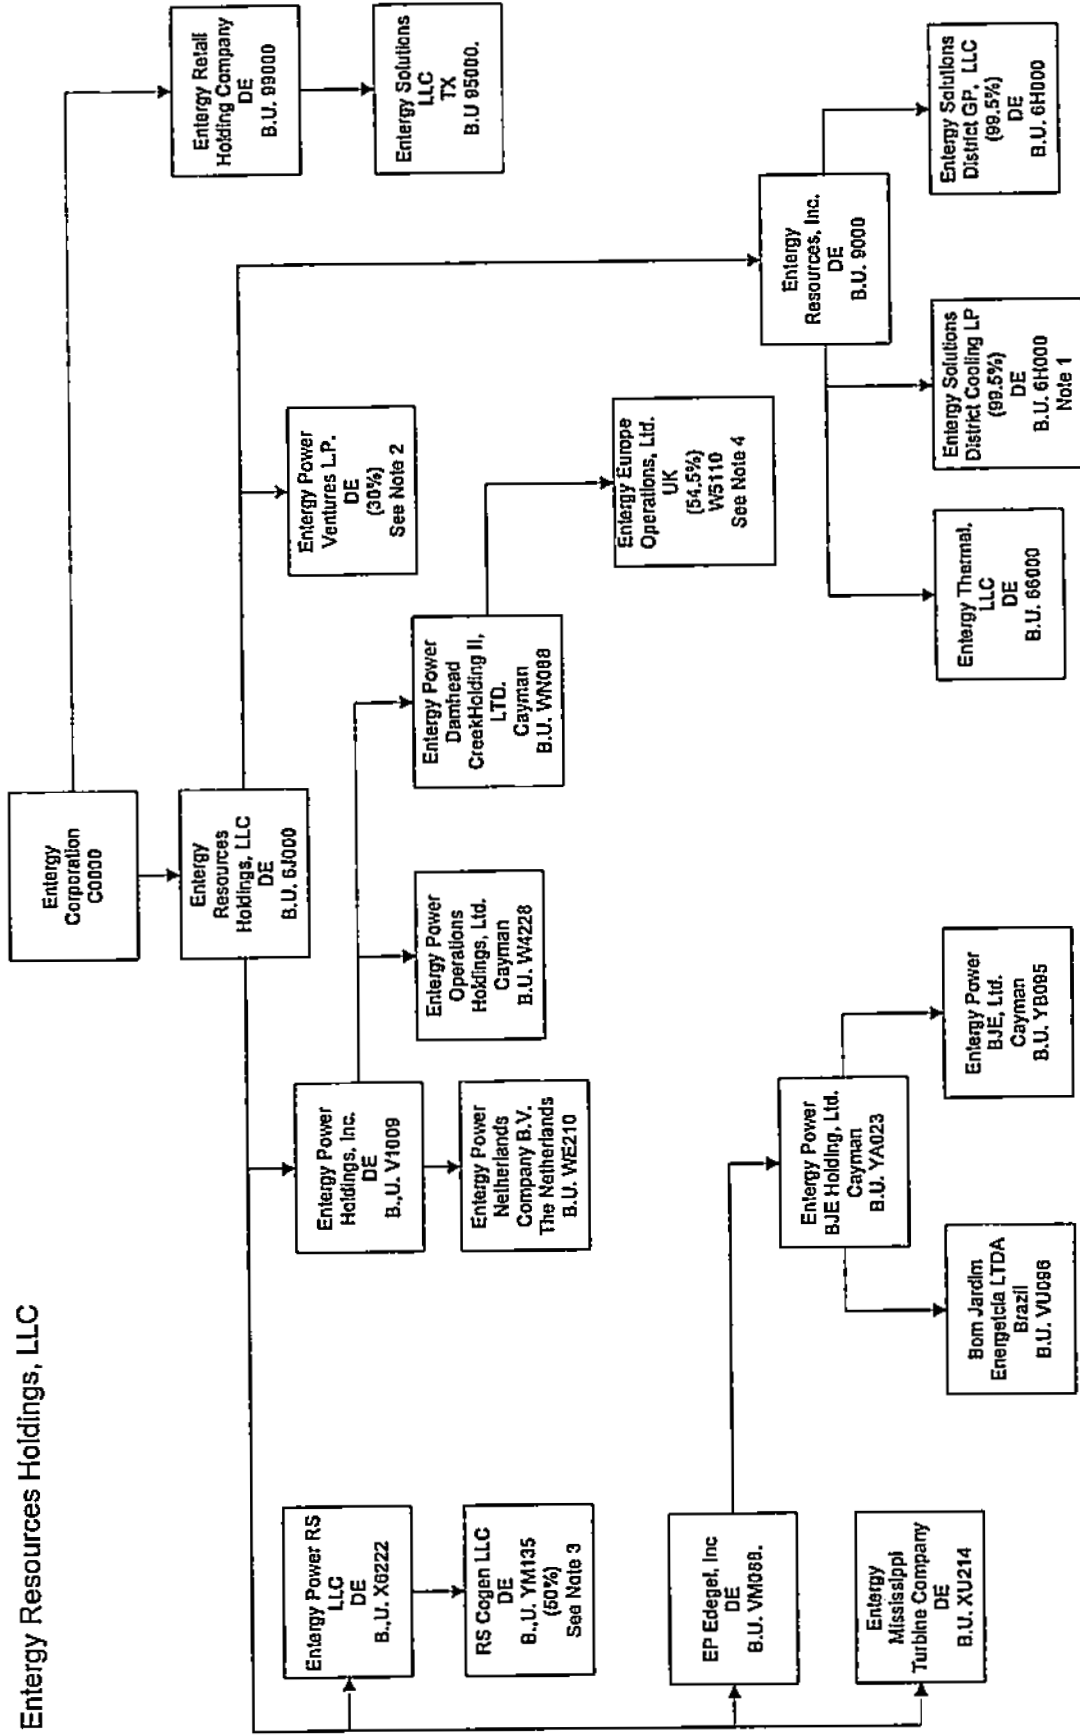 Entergy Resources Holdings, LLC
Entergy
Corporation
C0000
Entergy Retail
Holding Company
DE
B.U. 99000
Entergy
Resources
Holdings, LLC
DE
B.U. 6J000
Entergy Solutions
LLC
TX
B.U 95000.
Entergy Power RS
LLC
DE
B.,U. X6222
Entergy Power
Holdings, Inc.
DE
B.,U. V1009
Entergy Power
Ventures L.P.
DE
(30%)
See Note 2
RS Cogen LLC
DE
B.,U. YM135
(50%)
See Note 3
Entergy Power
Netherlands
Company B.V.
The Netherlands
B.U. WE210
Entergy Power
Operations
Holdings, Ltd.
Cayman
B.U. W4228
Entergy Power
Damhead
CreekHolding II,
LTD.
Cayman
B.U. WN088
Entergy Europe
Operations, Ltd.
UK
(54.5%)
W5110
See Note 4
EP Edegel, Inc
DE
B.U. VM088.
Entergy Power
BJE Holding, Ltd.
Cayman
B.U. YA023
Entergy
Resources, Inc.
DE
B.U. 9000
Entergy
Mississippi
Turbine Company
DE
B.U. XU214
Bom Jardim
Energetcia LTDA
Brazil
B.U. VU096
Entergy Power
BJE, Ltd.
Cayman
B.U. YB095
Entergy Thermal,
LLC
DE
B.U. 66000
Entergy Solutions
District Cooling LP
(99.5%)
DE
B.U. 6H000
Note 1
Entergy Solutions
District GP, LLC
(99.5%)
DE
B.U. 6H000